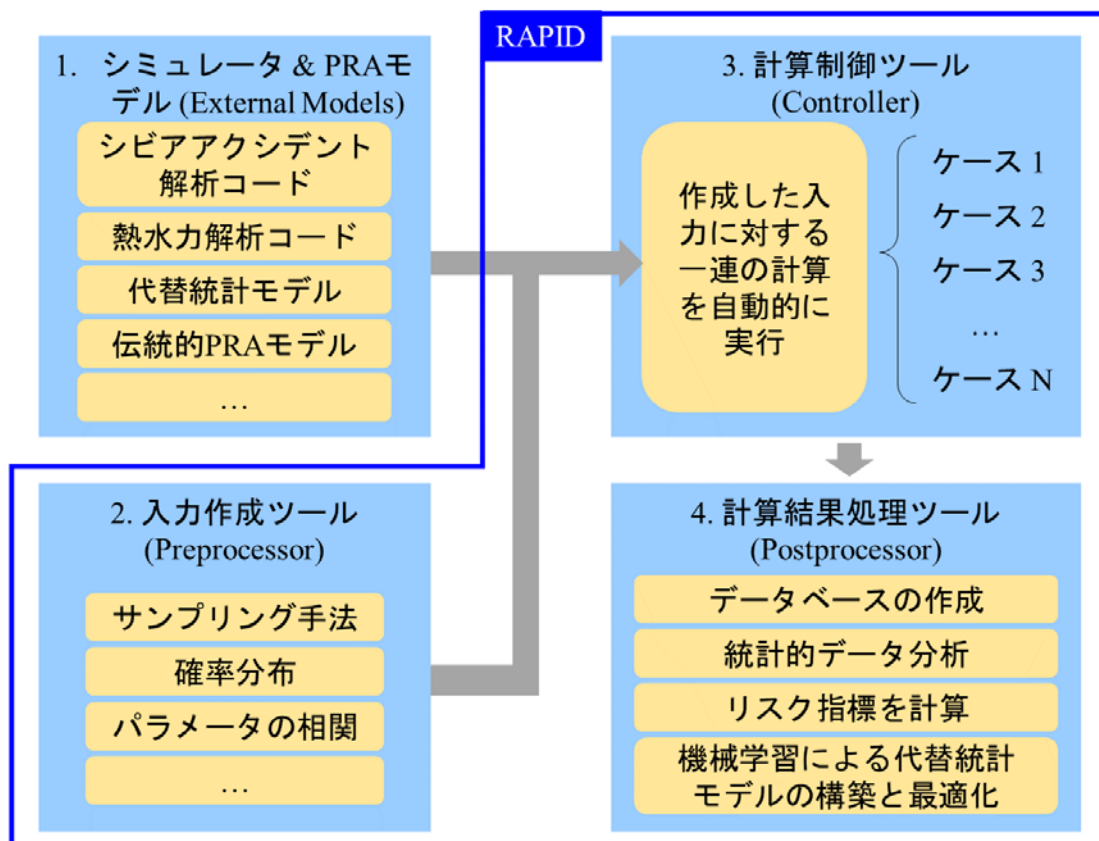 RAPID
1. シミュレータ & PRAモ
デル (External Models)
シビアアクシデント
解析コード
熱水力解析コード
代替統計モデル
伝統的PRAモデル
…
2. 入力作成ツール
(Preprocessor)
サンプリング手法
確率分布
パラメータの相関
…
3. 計算制御ツール
(Controller)
作成した入
力に対する
一連の計算
を自動的に
実行
ケース 1
ケース 2
ケース 3
…
ケース N
4. 計算結果処理ツール
(Postprocessor)
データベースの作成
統計的データ分析
リスク指標を計算
機械学習による代替統計
モデルの構築と最適化